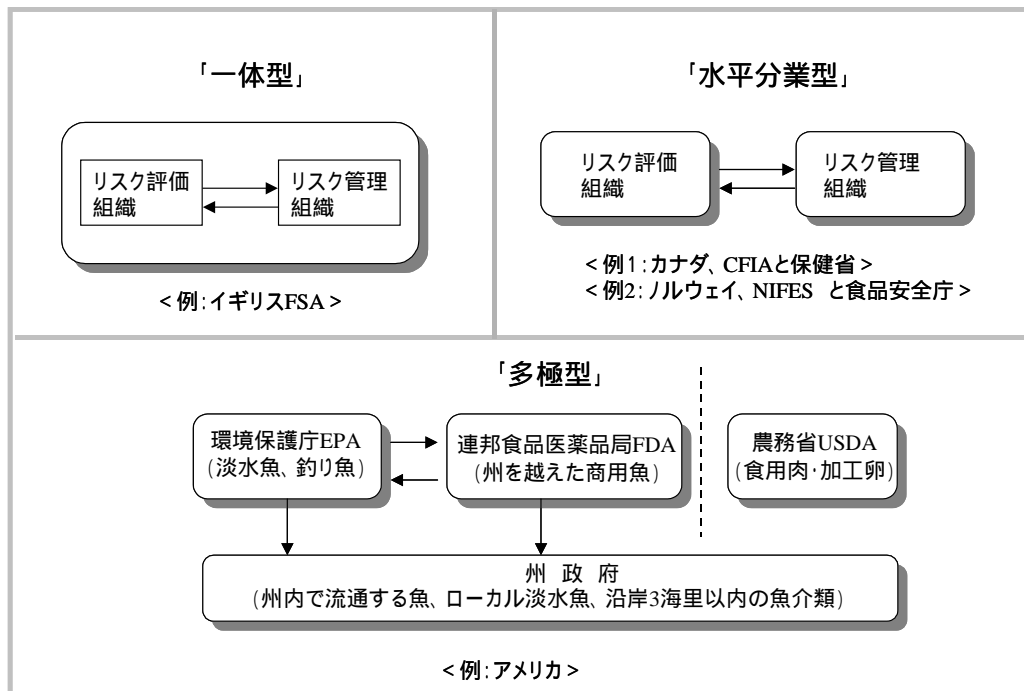 「一体型」
リスク評価
組織
リスク管理
組織
<例:イギリスFSA>
「水平分業型」
リスク評価
組織
リスク管理
組織
<例1:カナダ、CFIAと保健省>
<例2:ノルウェイ、NIFES と食品安全庁>
「多極型」
環境保護庁EPA
(淡水魚、釣り魚)
連邦食品医薬品局FDA
(州を越えた商用魚)
農務省USDA
(食用肉・加工卵)
州 政 府
(州内で流通する魚、ローカル淡水魚、沿岸3海里以内の魚介類)
<例:アメリカ>